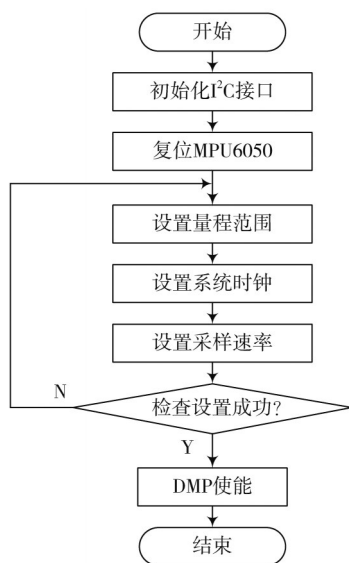 开始
初始化I²C接口
复位MPU6050
设置量程范围
设置系统时钟
设置采样速率
N
检查设置成功?
Y
DMP使能
结束